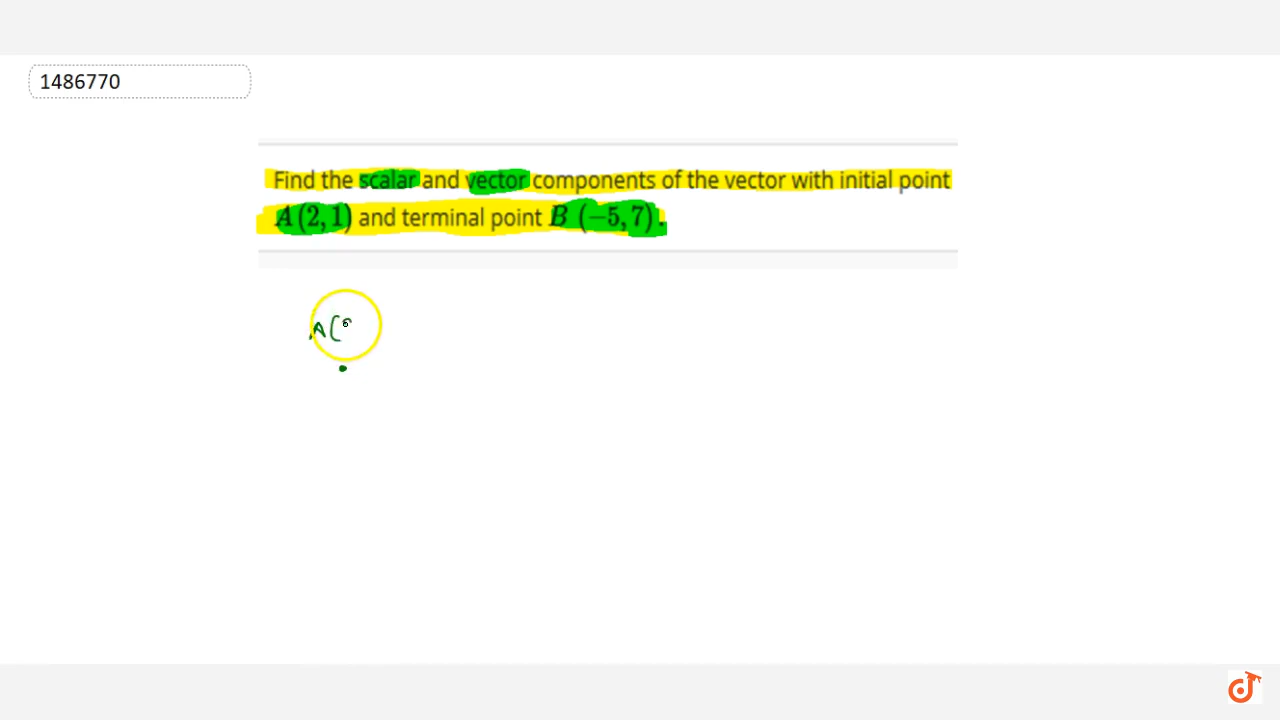 1486770
Find the scalar and vector components of the vector with initial point
A (2, 1) and terminal point B (−5, 7) .
A(